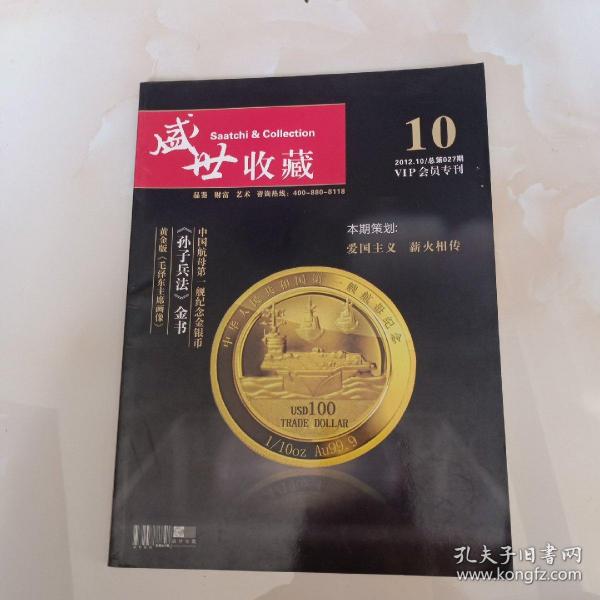 盛世收藏
Saatchi & Collection
品鉴 财富 艺术 咨询热线：400-880-8118
10
2012.10/总第027期
VIP会员专刊
本期策划:
爱国主义 薪火相传
中国航母第一舰纪念金银币
《孙子兵法》金书
黄金版《毛泽东主席画像》
中华人民共和国第一艘航母纪念
USD100
TRADE DOLLAR
1/10oz Au99.9
孔夫子旧书网
www.kongfz.com